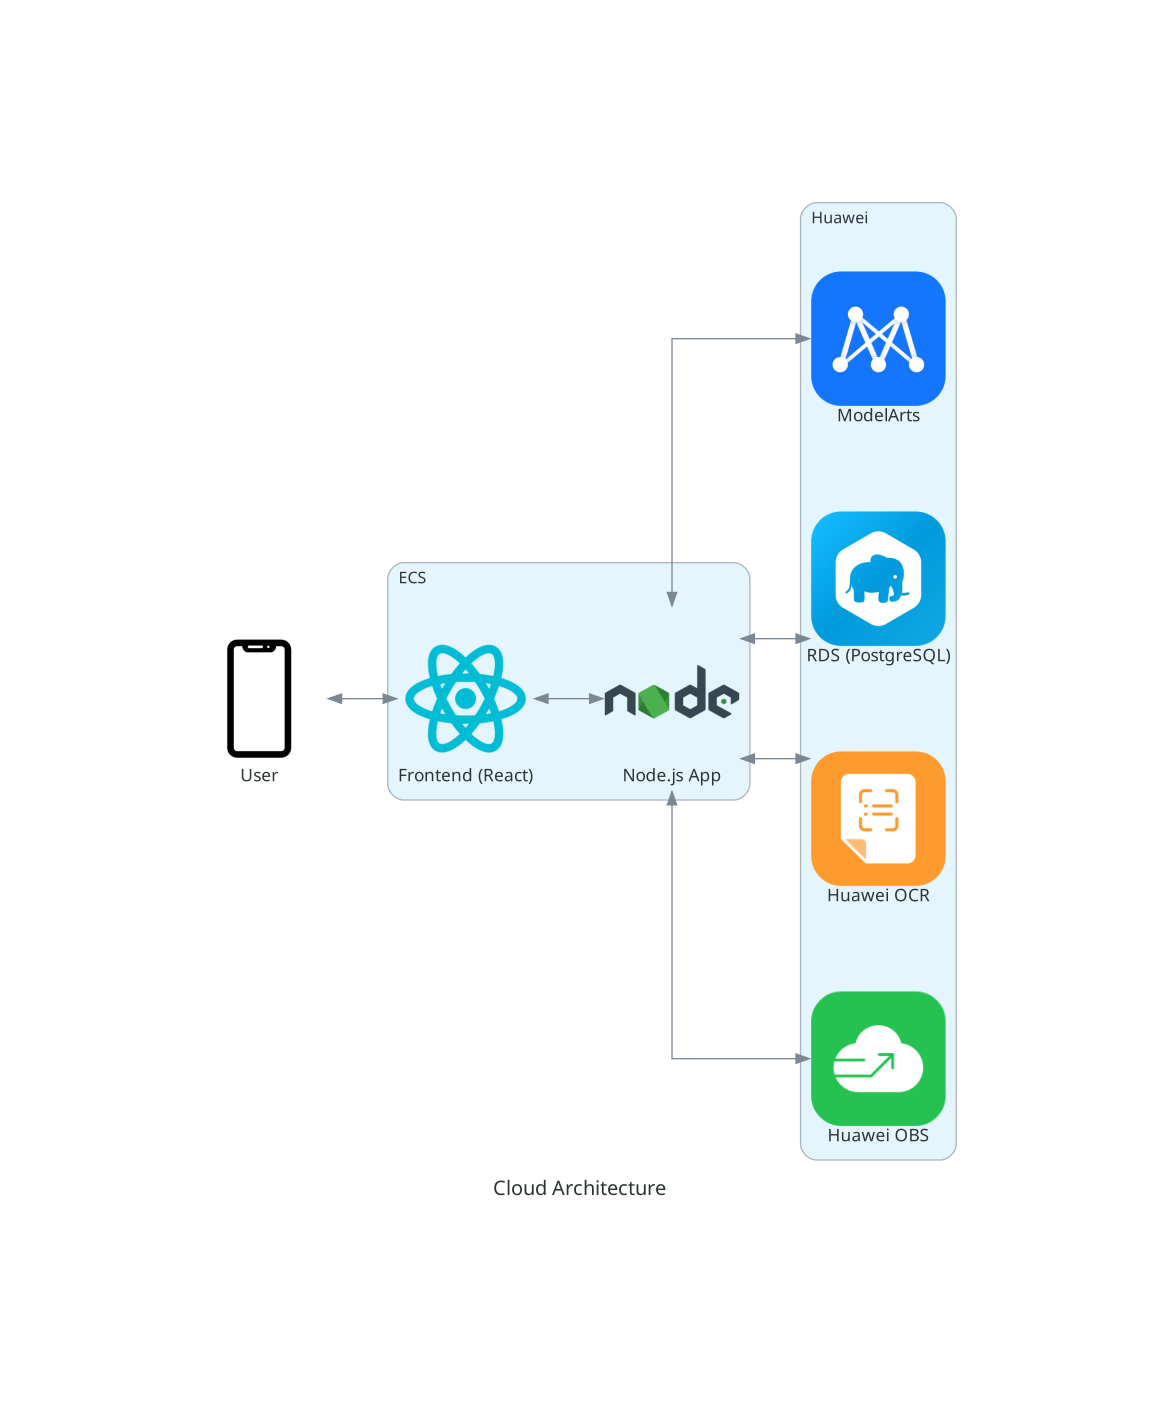 Huawei
ModelArts
ECS
RDS (PostgreSQL)
node
User
Frontend (React)
Node.js App
Huawei OCR
Huawei OBS
Cloud Architecture